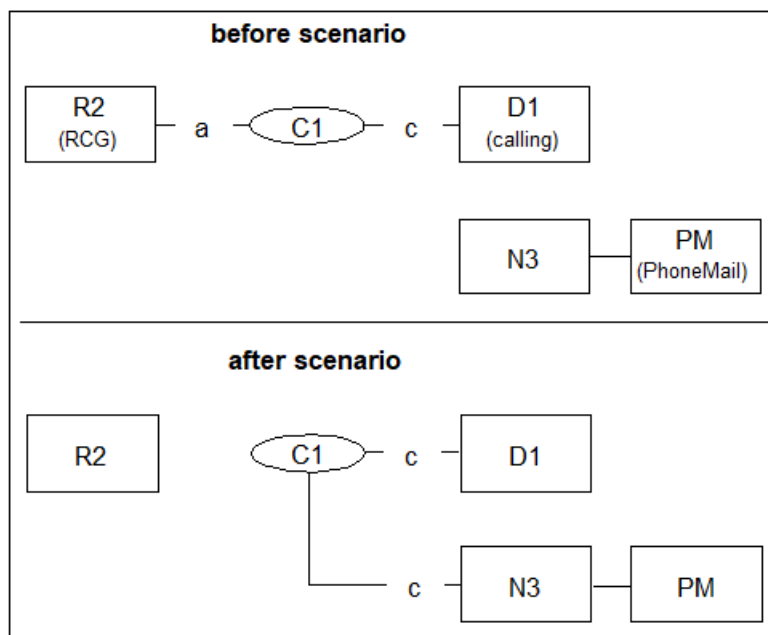 before scenario
R2
(RCG)
a
C1
c
D1
(calling)
N3
PM
(PhoneMail)
after scenario
R2
C1
c
D1
c
N3
PM